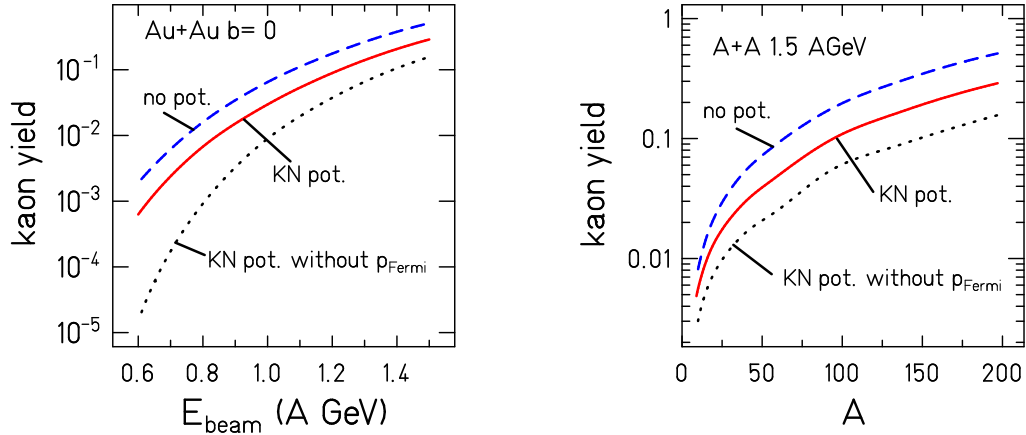 Au+Au b= 0
kaon yield
10⁻¹
10⁻²
10⁻³
10⁻⁴
10⁻⁵
no pot.
KN pot.
KN pot. without pFermi
0.6 0.8 1.0 1.2 1.4
Ebeam (A GeV)
A+A 1.5 AGeV
kaon yield
1
0.1
0.01
no pot.
KN pot.
KN pot. without pFermi
0 50 100 150 200
A